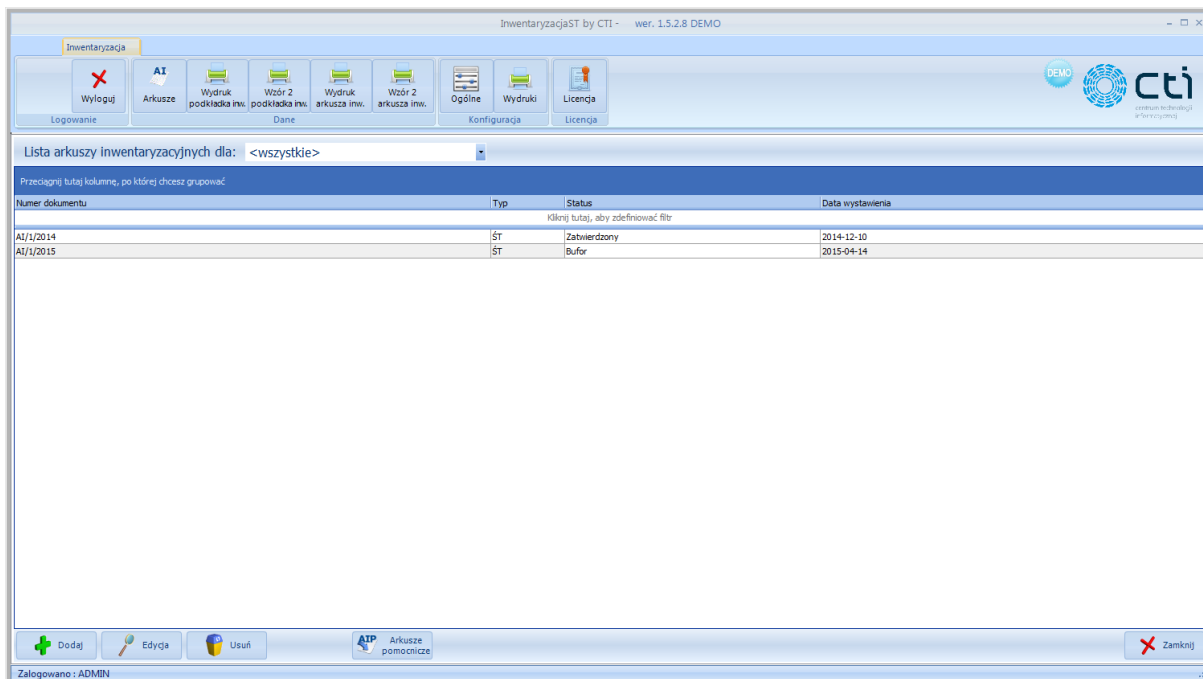 InwentaryzacjaST by CTI - wer. 1.5.2.8 DEMO
Inwentaryzacja
Wyloguj
AI
Arkusze
Wydruk podkładka inw.
Wzór 2 podkładka inw.
Wydruk arkusza inw.
Wzór 2 arkusza inw.
Ogólne
Wydruki
Licencja
Logowanie
Dane
Konfiguracja
Licencja
DEMO
cti
centrum technologii
informatycznej
Lista arkuszy inwentaryzacyjnych dla: <wszystkie>
Przeciągnij tutaj kolumnę, po której chcesz grupować
Numer dokumentu Typ Status Data wystawienia
Kliknij tutaj, aby zdefiniować filtr
AI/1/2014 ŚT Zatwierdzony 2014-12-10
AI/1/2015 ŚT Bufor 2015-04-14
Dodaj
Edycja
Usuń
AIP
Arkusze
pomocnicze
Zamknij
Zalogowano : ADMIN